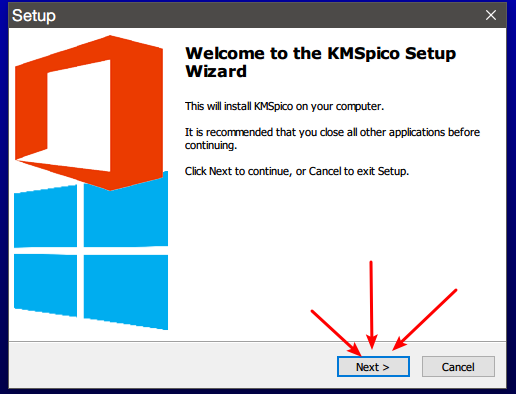 Setup
Welcome to the KMSpico Setup
Wizard
This will install KMSpico on your computer.
It is recommended that you close all other applications before
continuing.
Click Next to continue, or Cancel to exit Setup.
Next >
Cancel